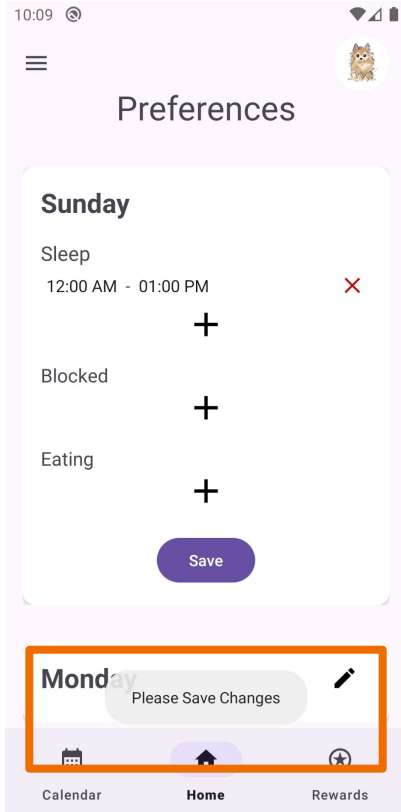 10:09
Preferences
Sunday
Sleep
12:00 AM - 01:00 PM
Blocked
Eating
Save
Monday
Please Save Changes
Calendar Home Rewards